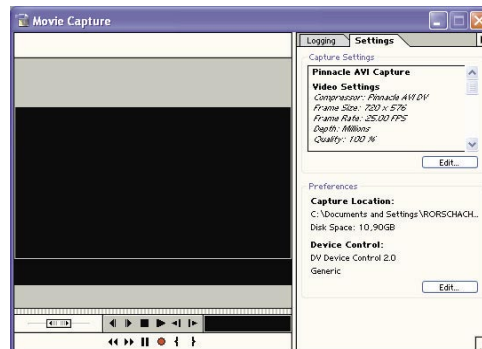 Movie Capture
Logging
Settings
Capture Settings
Pinnacle AVI Capture
Video Settings
Compressor: Pinnacle AVI DV
Frame Size: 720 x 576
Frame Rate: 25.00 FPS
Depth: Millions
Quality: 100 %
Edit...
Preferences
Capture Location:
C:\Documents and Settings\RORSCHACH...
Disk Space: 10,90GB
Device Control:
DV Device Control 2.0
Generic
Edit...